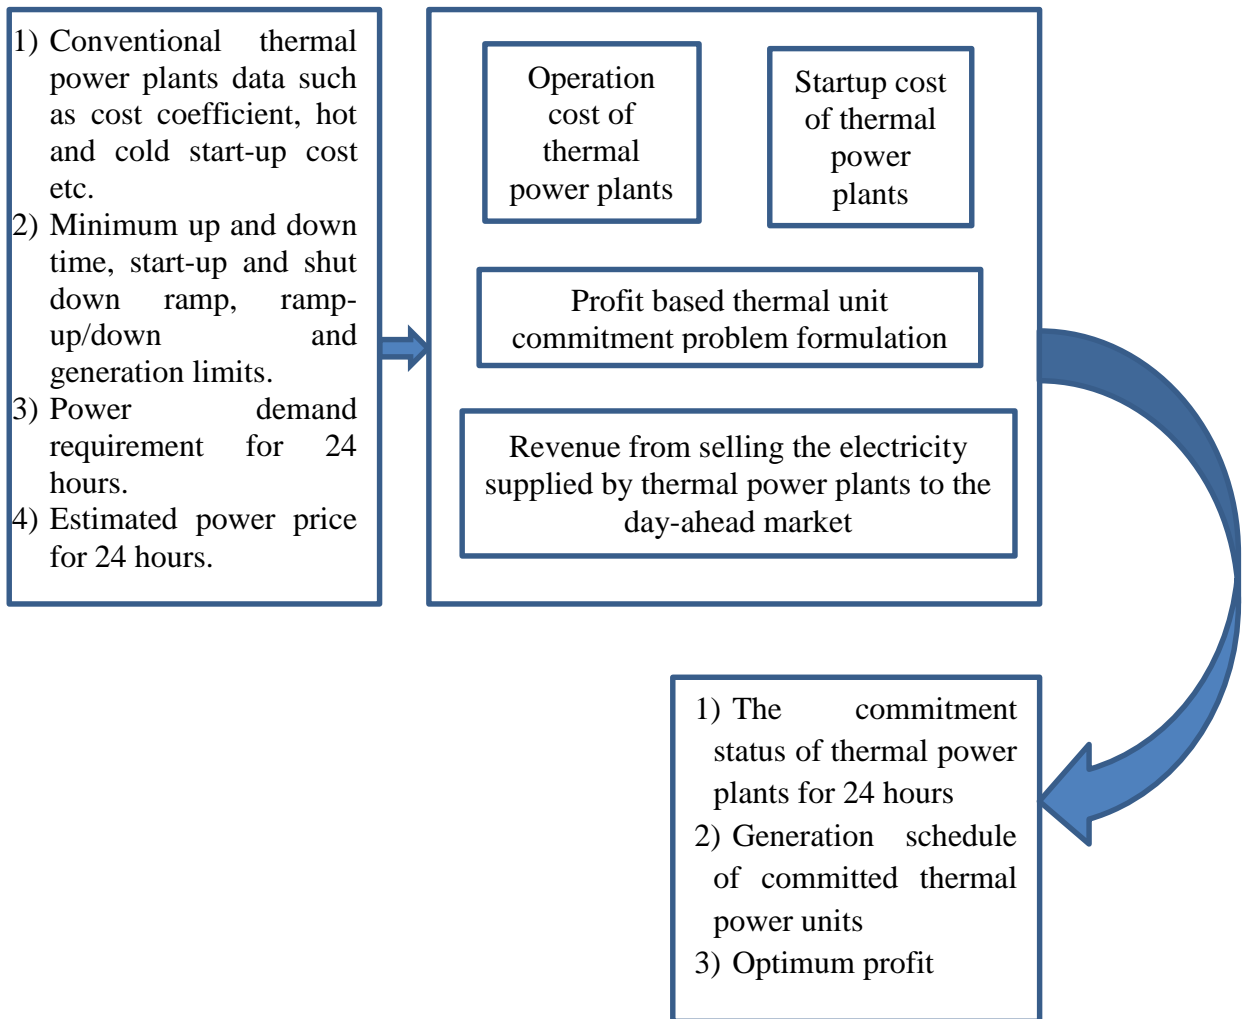 1) Conventional thermal
power plants data such
as cost coefficient, hot
and cold start-up cost
etc.
2) Minimum up and down
time, start-up and shut
down ramp, ramp-
up/down and
generation limits.
3) Power demand
requirement for 24
hours.
4) Estimated power price
for 24 hours.
Operation
cost of
thermal
power plants
Startup cost
of thermal
power
plants
Profit based thermal unit
commitment problem formulation
Revenue from selling the electricity
supplied by thermal power plants to the
day-ahead market
1) The commitment
status of thermal power
plants for 24 hours
2) Generation schedule
of committed thermal
power units
3) Optimum profit